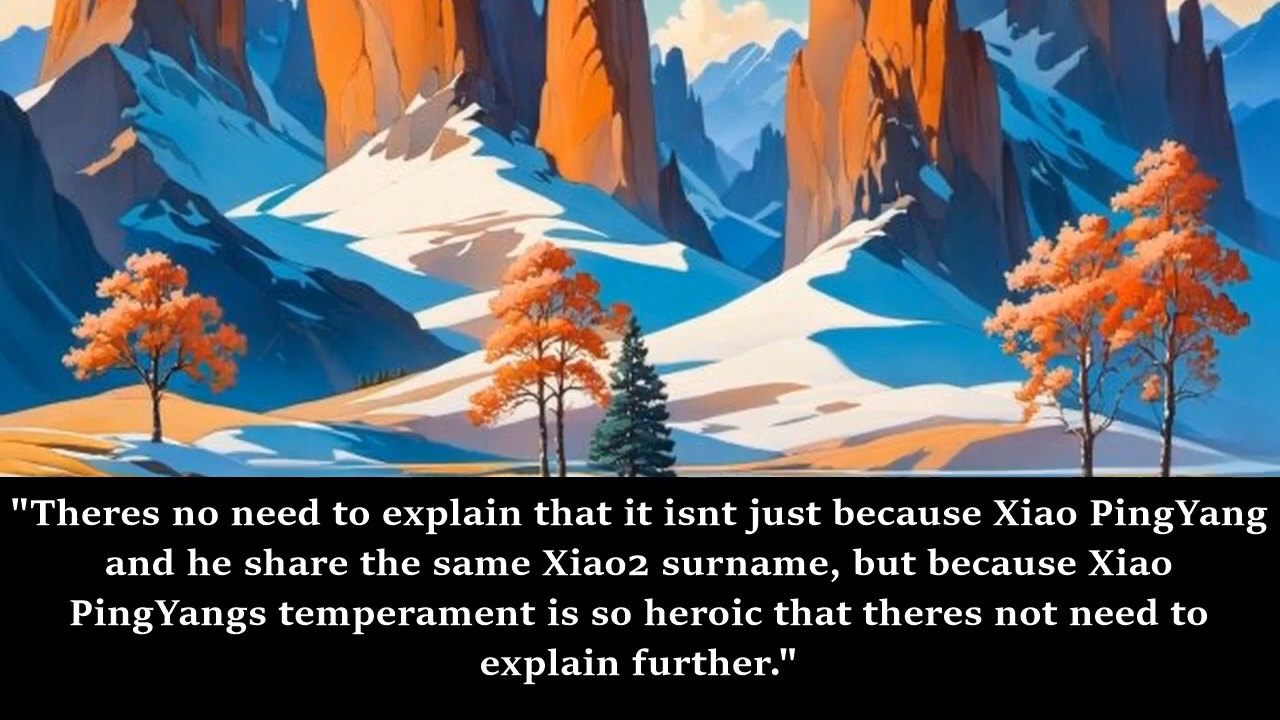 "Theres no need to explain that it isnt just because Xiao PingYang
and he share the same Xiao2 surname, but because Xiao
PingYangs temperament is so heroic that theres not need to
explain further."